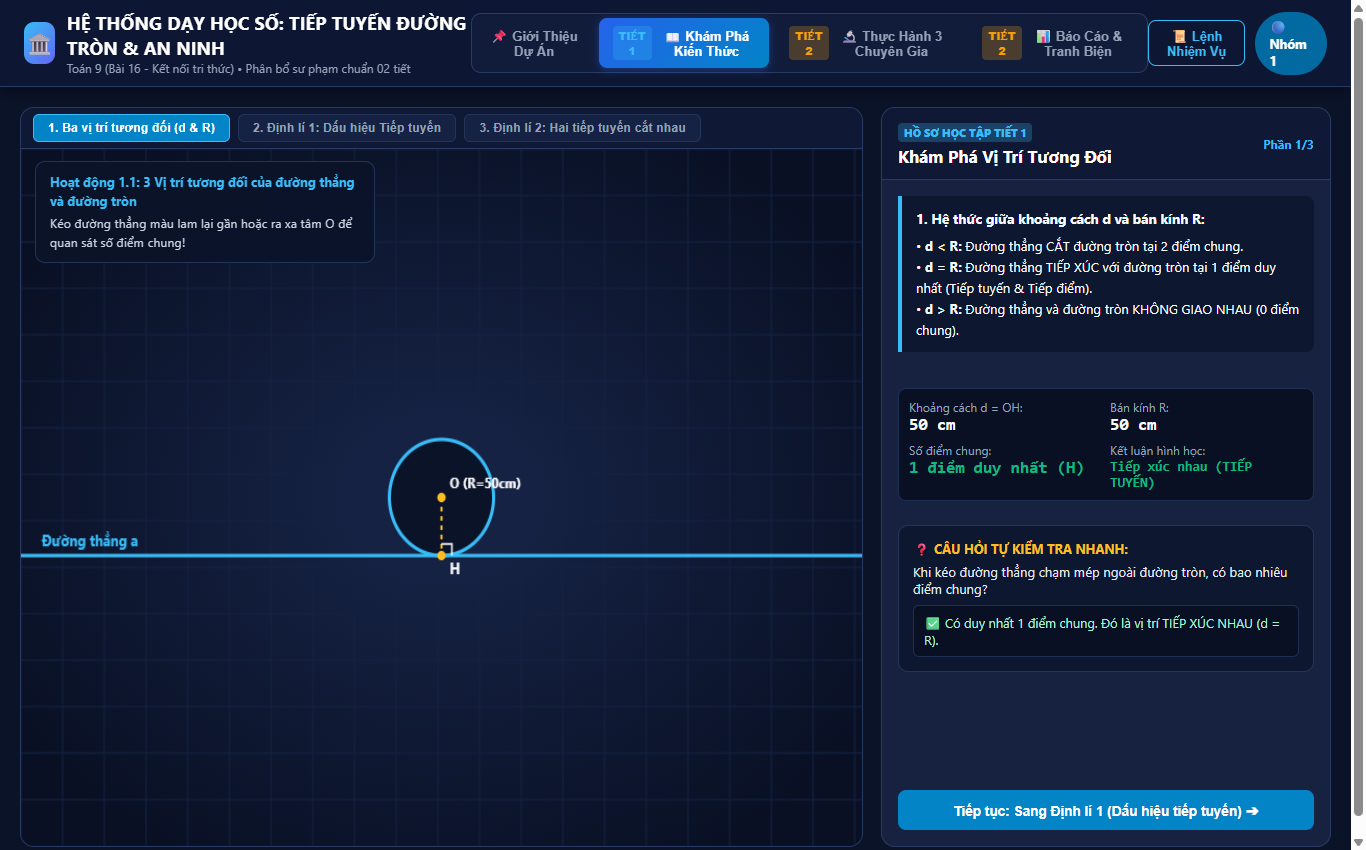 HỆ THỐNG DẠY HỌC SỐ: TIẾP TUYẾN ĐƯỜNG
TRÒN & AN NINH
Toán 9 (Bài 16 - Kết nối tri thức) • Phân bổ sư phạm chuẩn 02 tiết
Giới Thiệu
Dự Án
TIẾT
1
Khám Phá
Kiến Thức
TIẾT
2
Thực Hành 3
Chuyên Gia
TIẾT
2
Báo Cáo &
Tranh Biện
Lệnh
Nhiệm Vụ
Nhóm
1
1. Ba vị trí tương đối (d & R)
2. Định lí 1: Dấu hiệu Tiếp tuyến
3. Định lí 2: Hai tiếp tuyến cắt nhau
Hoạt động 1.1: 3 Vị trí tương đối của đường thẳng
và đường tròn
Kéo đường thẳng màu lam lại gần hoặc ra xa tâm O để
quan sát số điểm chung!
O (R=50cm)
Đường thẳng a
H
HỒ SƠ HỌC TẬP TIẾT 1
Khám Phá Vị Trí Tương Đối
Phần 1/3
1. Hệ thức giữa khoảng cách d và bán kính R:
• d < R: Đường thẳng CẮT đường tròn tại 2 điểm chung.
• d = R: Đường thẳng TIẾP XÚC với đường tròn tại 1 điểm duy
nhất (Tiếp tuyến & Tiếp điểm).
• d > R: Đường thẳng và đường tròn KHÔNG GIAO NHAU (0 điểm
chung).
Khoảng cách d = OH:
50 cm
Bán kính R:
50 cm
Số điểm chung:
1 điểm duy nhất (H)
Kết luận hình học:
Tiếp xúc nhau (TIẾP
TUYẾN)
❓ CÂU HỎI TỰ KIỂM TRA NHANH:
Khi kéo đường thẳng chạm mép ngoài đường tròn, có bao nhiêu
điểm chung?
✅ Có duy nhất 1 điểm chung. Đó là vị trí TIẾP XÚC NHAU (d =
R).
Tiếp tục: Sang Định lí 1 (Dấu hiệu tiếp tuyến) ➔